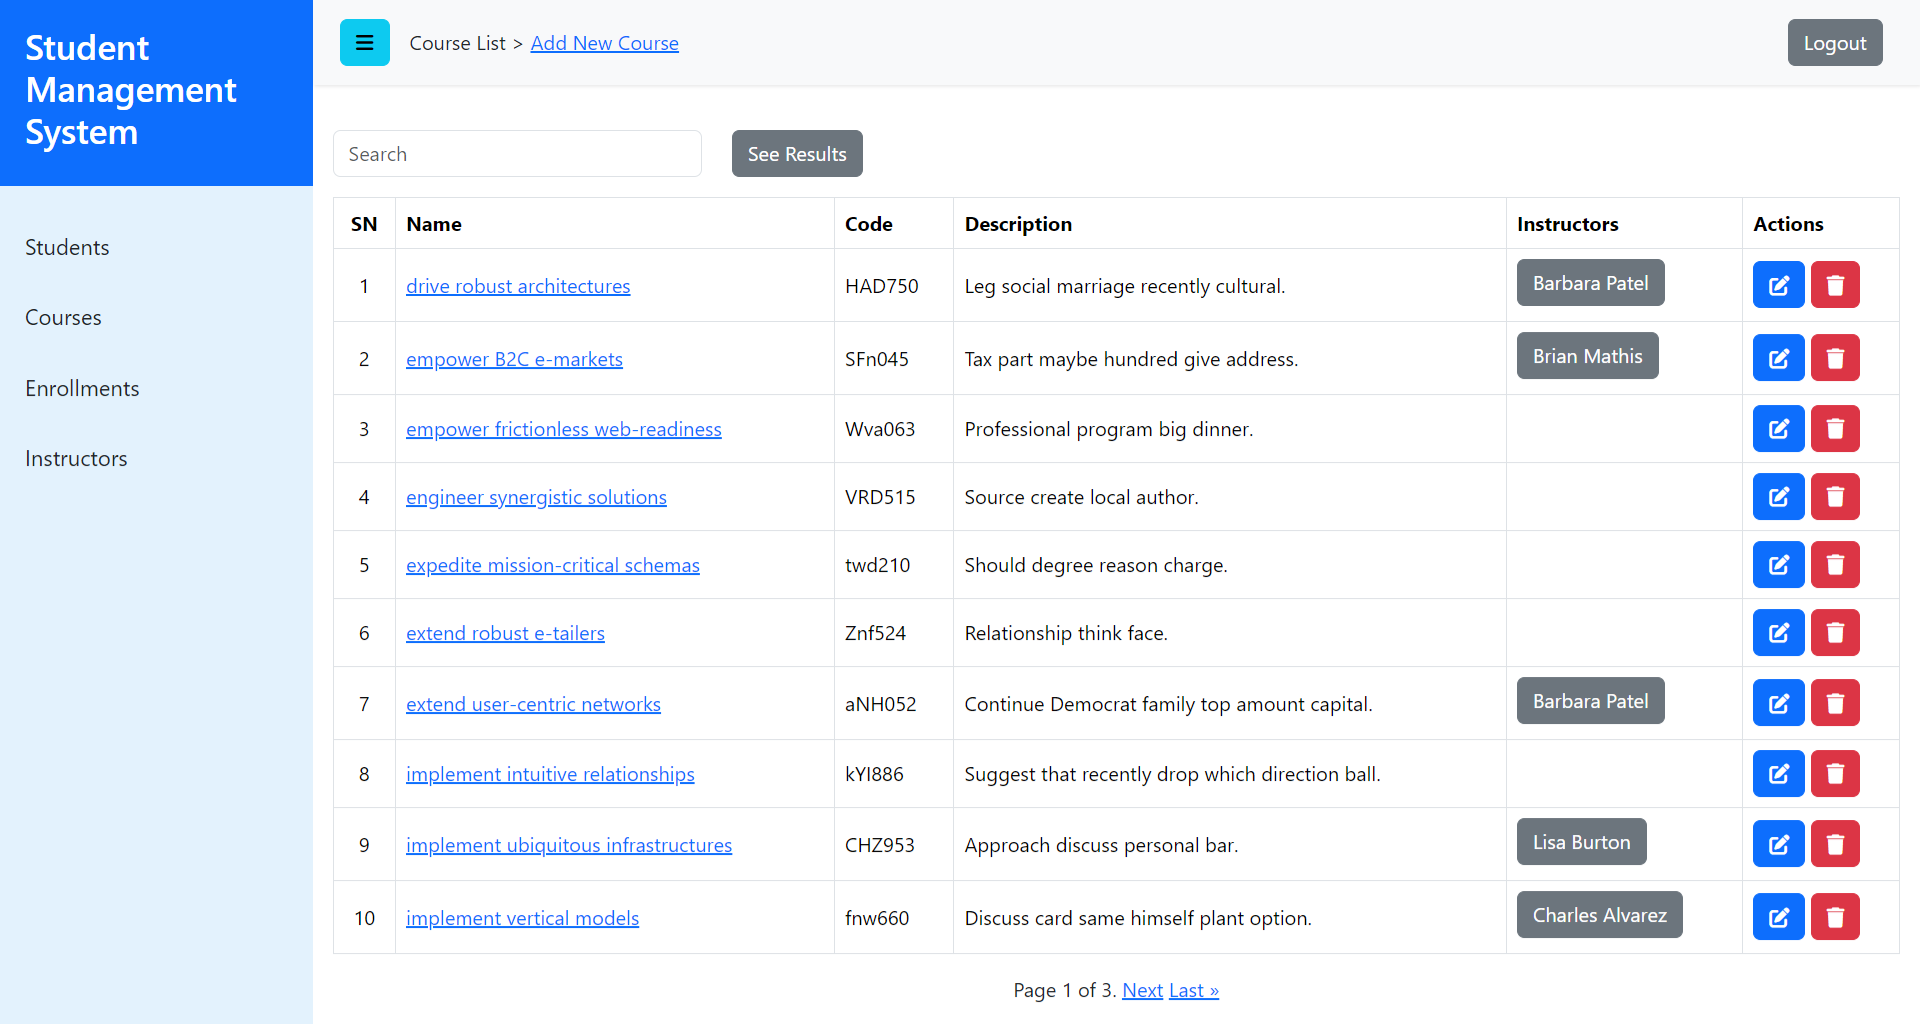 Student
Management
System
Students
Courses
Enrollments
Instructors
Course List > Add New Course
Logout
Search
See Results
SN Name Code Description Instructors Actions
1 drive robust architectures HAD750 Leg social marriage recently cultural. Barbara Patel
2 empower B2C e-markets SFn045 Tax part maybe hundred give address. Brian Mathis
3 empower frictionless web-readiness Wva063 Professional program big dinner.
4 engineer synergistic solutions VRD515 Source create local author.
5 expedite mission-critical schemas twd210 Should degree reason charge.
6 extend robust e-tailers Znf524 Relationship think face.
7 extend user-centric networks aNH052 Continue Democrat family top amount capital. Barbara Patel
8 implement intuitive relationships kYI886 Suggest that recently drop which direction ball.
9 implement ubiquitous infrastructures CHZ953 Approach discuss personal bar. Lisa Burton
10 implement vertical models fnw660 Discuss card same himself plant option. Charles Alvarez
Page 1 of 3. Next Last »